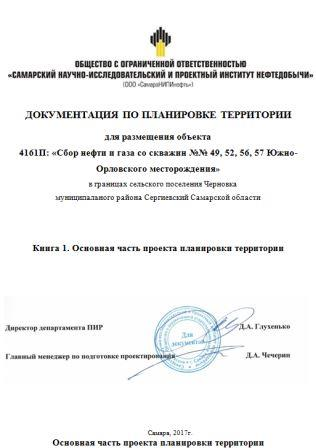 ОБЩЕСТВО С ОГРАНИЧЕННОЙ ОТВЕТСТВЕННОСТЬЮ
«САМАРСКИЙ НАУЧНО-ИССЛЕДОВАТЕЛЬСКИЙ И ПРОЕКТНЫЙ ИНСТИТУТ НЕФТЕДОБЫЧИ»
(ООО «СамараНИПИнефть»)
ДОКУМЕНТАЦИЯ ПО ПЛАНИРОВКЕ ТЕРРИТОРИИ
для размещения объекта
4161П: «Сбор нефти и газа со скважин №№ 49, 52, 56, 57 Южно-
Орловского месторождения»
в границах сельского поселения Черновка
муниципального района Сергиевский Самарской области
Книга 1. Основная часть проекта планировки территории
Директор департамента ПИР
Д.А. Глухенько
Для
документов
Главный менеджер по подготовке проектирования
Д.А. Чечерин
Самара, 2017г.
Основная часть проекта планировки территории